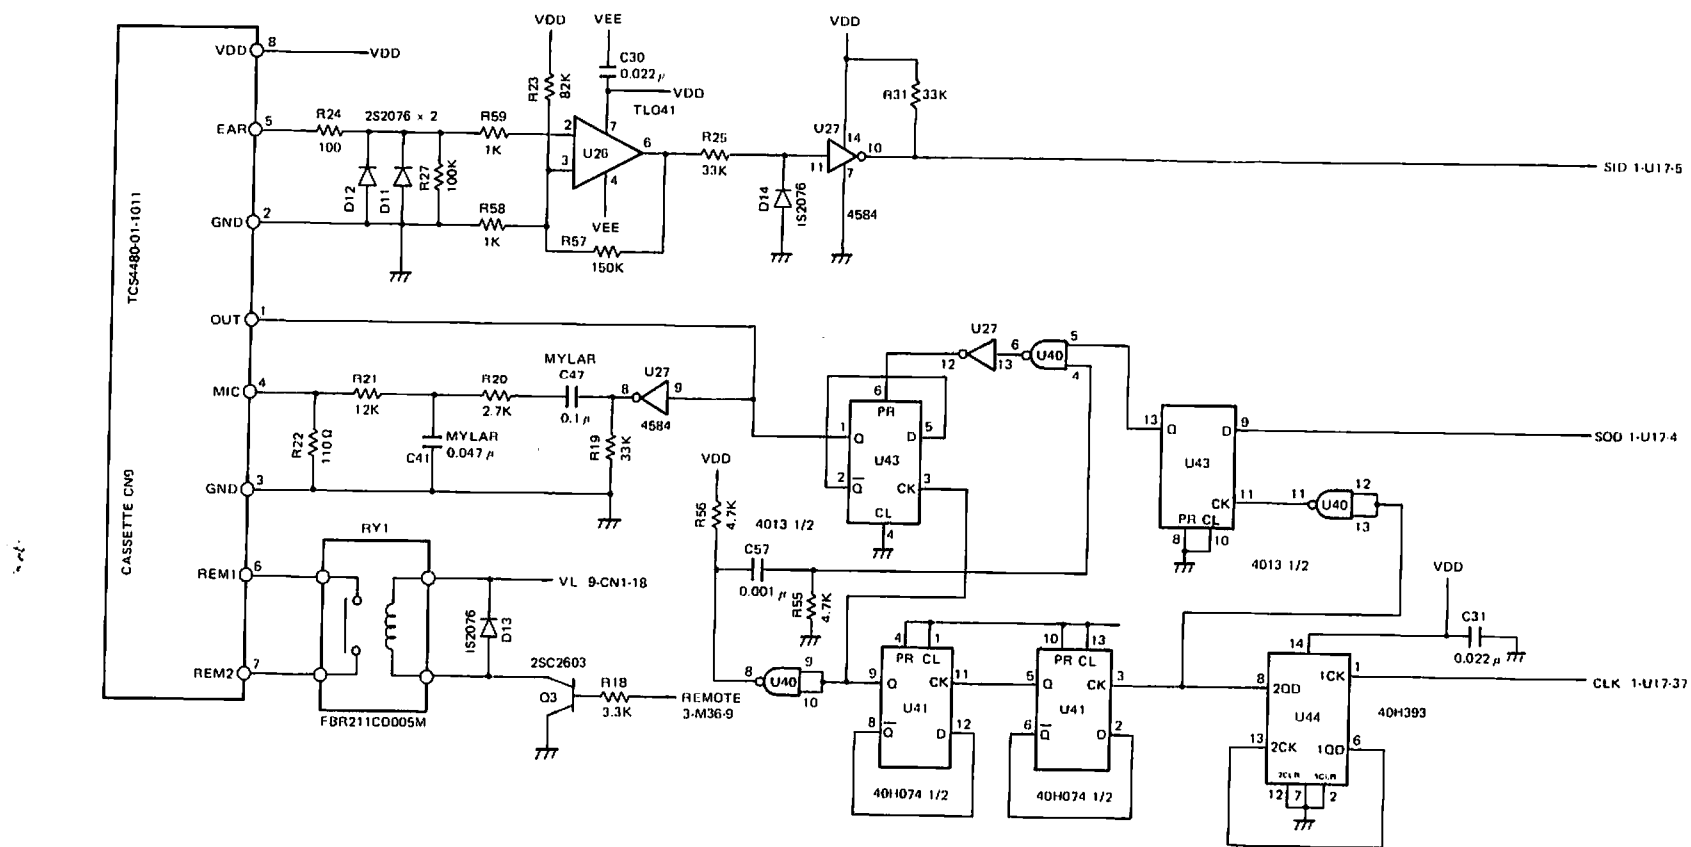 VDD VEE VDD
VDD 8 VDD
C30
0.022μ
R23
82K
VDD
TL041
R31 33K
EAR 5
R24
100
2S2076 × 2
R59
1K
2
3
7
U26
6
4
VEE
R25
33K
U27
14
11
10
7
4584
SID 1-U17-5
D12
D11
R27
100K
D14
IS2076
GND 2
R58
1K
R57
150K
TCS4480-01-1011
OUT 1
U27
12
13
6
U40
5
4
MIC 4
R21
12K
R20
2.7K
MYLAR
C47
0.1μ
U27
8
9
4584
R22
110Ω
MYLAR
0.047μ
C41
R19
33K
6
PR
1 Q
D 5
U43
2 Q
CK 3
CL
4
4013 1/2
13 Q
D 9
U43
CK 11
PR CL
8
10
4013 1/2
SOD 1-U17-4
11
U40
12
13
GND 3
CASSETTE CN9
VDD
R56
4.7K
C57
0.001μ
R55
4.7K
RY1
REM1 6
REM2 7
FBR211CD005M
VL 9-CN1-18
IS2076
D13
2SC2603
Q3
R18
3.3K
REMOTE
3-M36-9
8
U40
9
10
4 1
PR CL
9 Q
CK 11
U41
8 Q
D 12
40H074 1/2
10 13
PR CL
5 Q
CK 3
U41
6 Q
D 2
40H074 1/2
VDD
C31
0.022μ
14
8 2QD
1CK 1
U44
40H393
13 2CK
1QD 6
2CLR 1CLR
12 7 2
CLK 1-U17-37